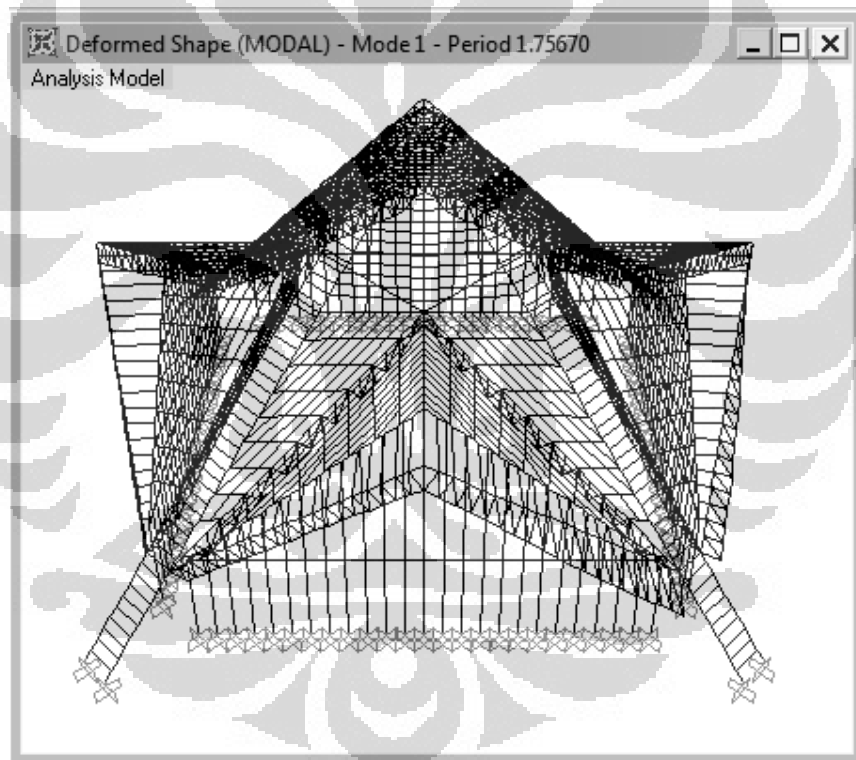 Deformed Shape (MODAL) - Mode 1 - Period 1.75670
Analysis Model